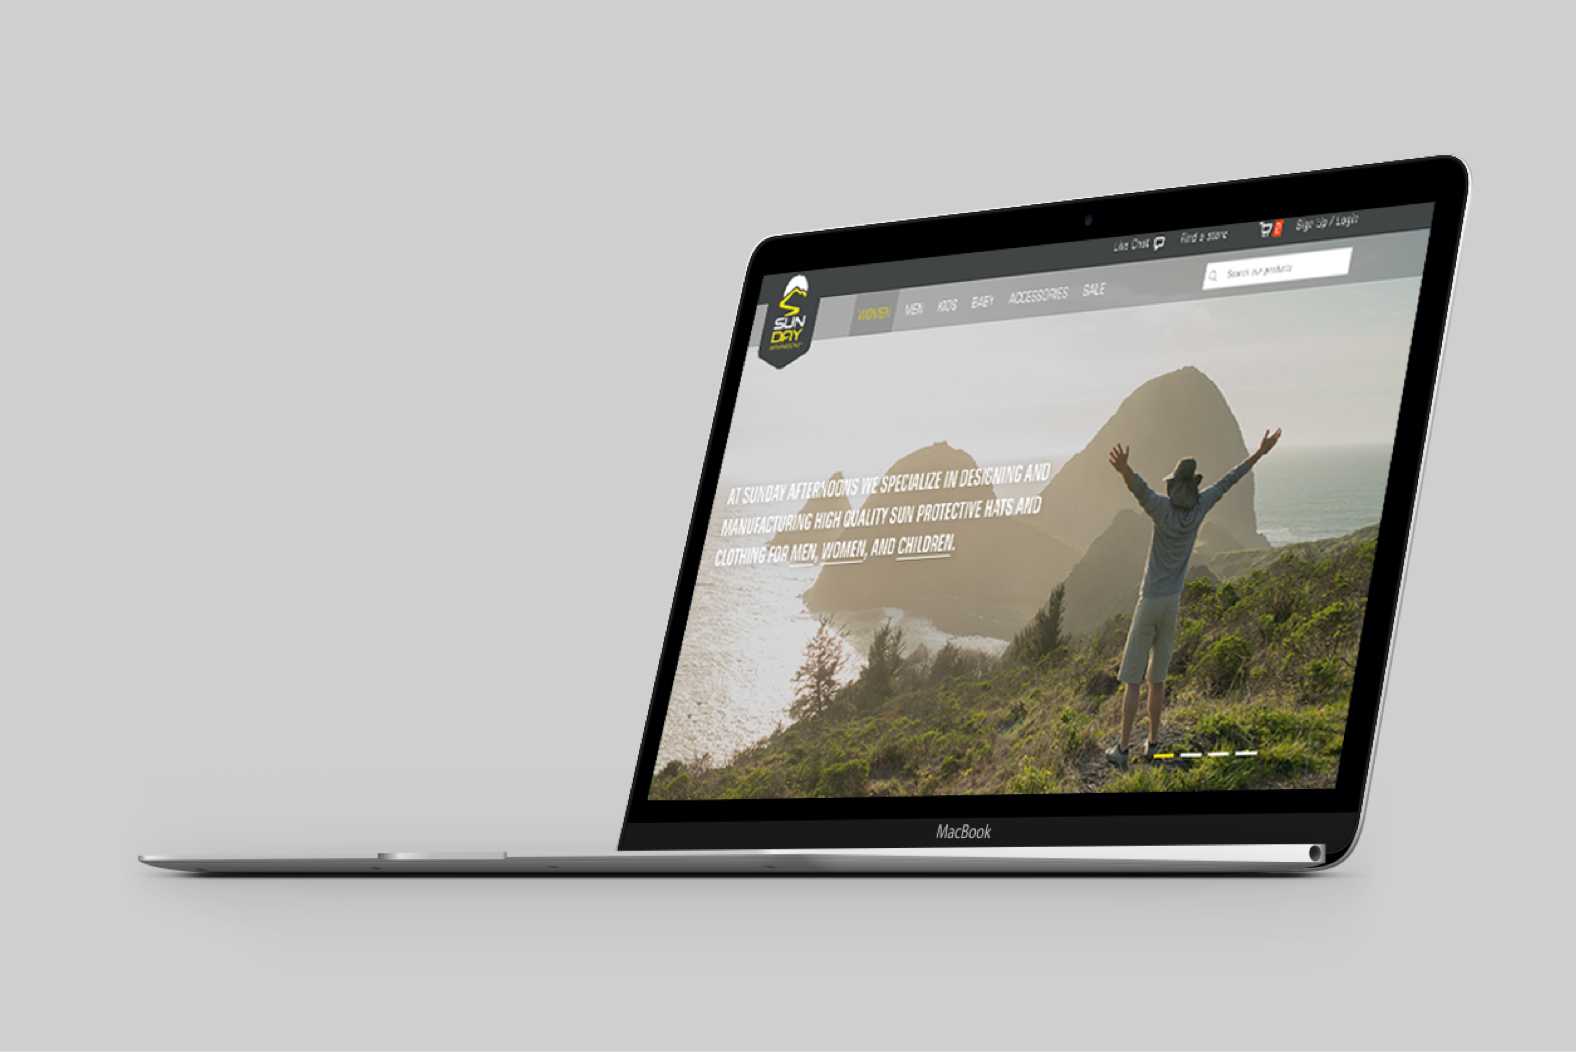 Live Chat Find a store 2 Sign Up / Login
Search our products
WOMEN MEN KIDS BABY ACCESSORIES SALE
SUN
DAY
AT SUNDAY AFTERNOONS WE SPECIALIZE IN DESIGNING AND
MANUFACTURING HIGH QUALITY SUN PROTECTIVE HATS AND
CLOTHING FOR MEN, WOMEN, AND CHILDREN.
MacBook